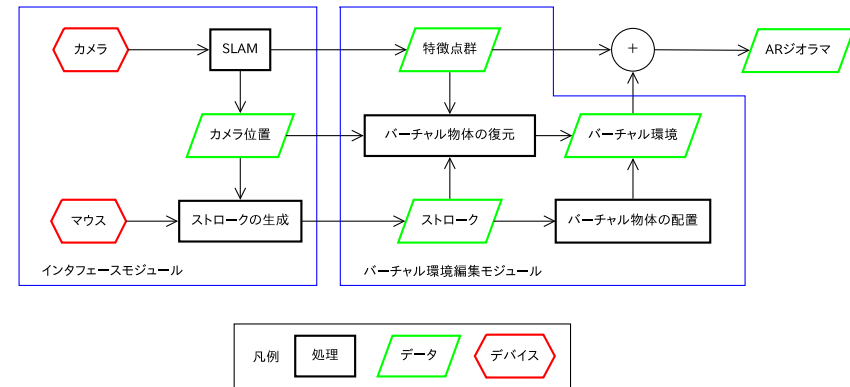 カメラ
SLAM
特徴点群
+
ARジオラマ
カメラ位置
バーチャル物体の復元
バーチャル環境
マウス
ストロークの生成
ストローク
バーチャル物体の配置
インタフェースモジュール
バーチャル環境編集モジュール
凡例
処理
データ
デバイス